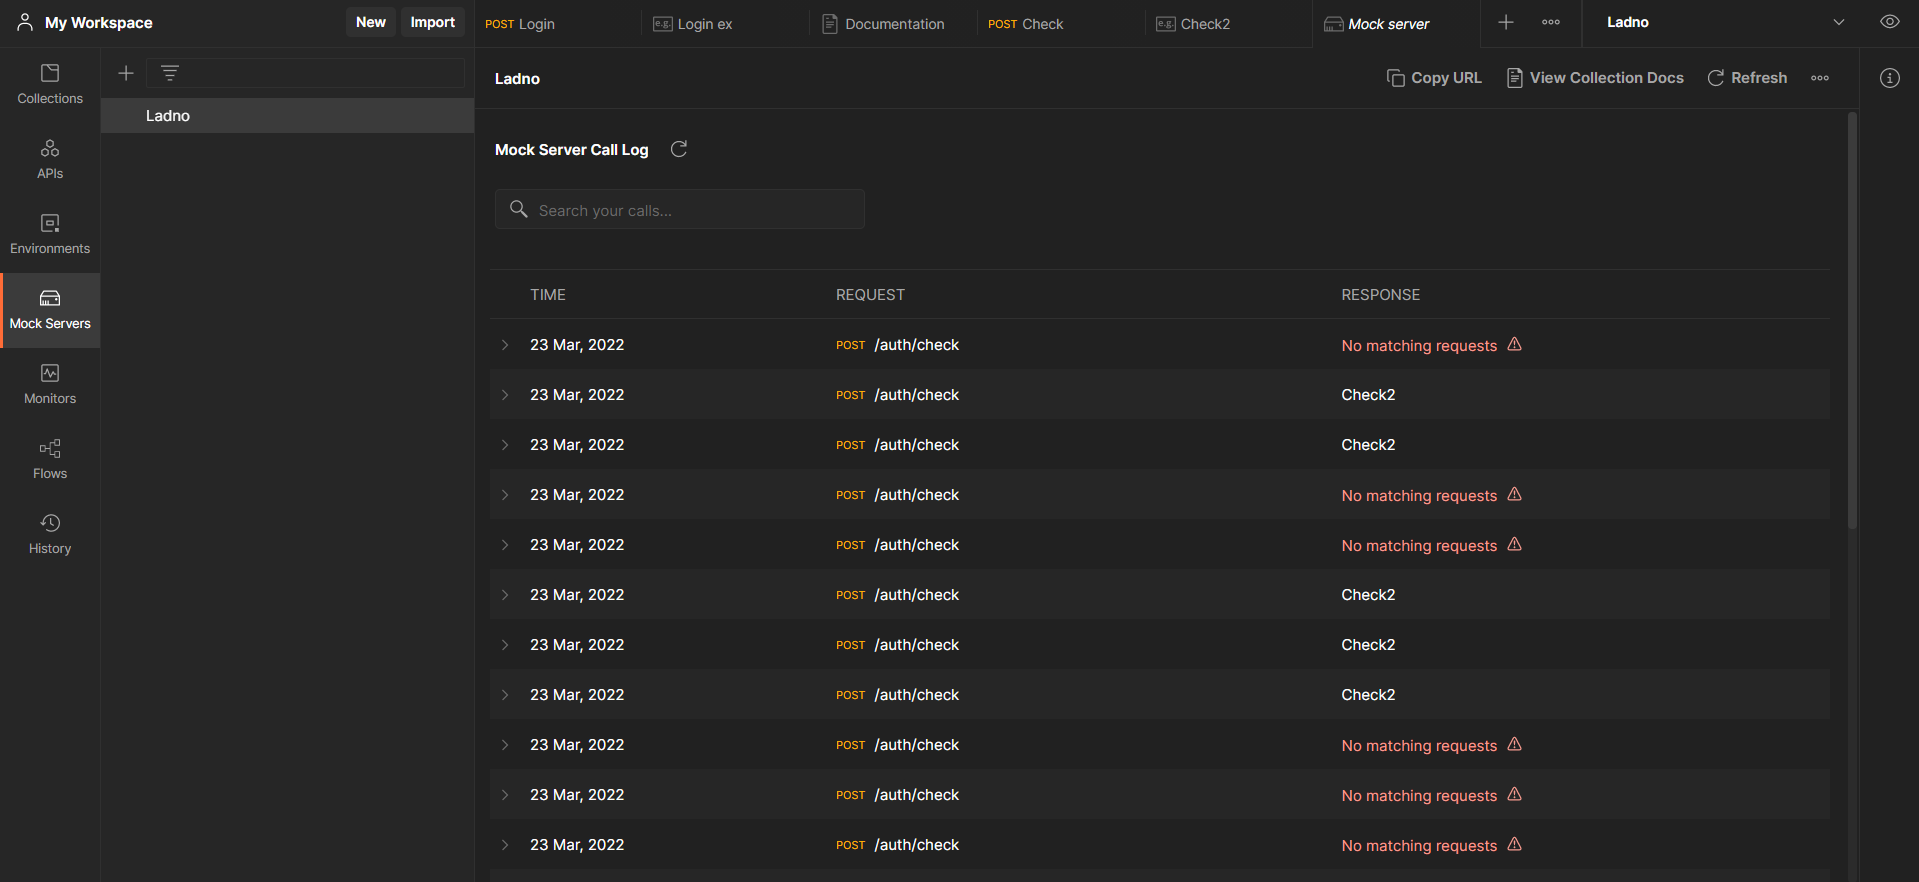 My Workspace New Import POST Login e.g. Login ex Documentation POST Check e.g. Check2 Mock server Ladno
Collections
APIs
Environments
Mock Servers
Monitors
Flows
History
Ladno
Ladno Copy URL View Collection Docs Refresh
Mock Server Call Log
Search your calls...
TIME REQUEST RESPONSE
23 Mar, 2022 POST /auth/check No matching requests
23 Mar, 2022 POST /auth/check Check2
23 Mar, 2022 POST /auth/check Check2
23 Mar, 2022 POST /auth/check No matching requests
23 Mar, 2022 POST /auth/check No matching requests
23 Mar, 2022 POST /auth/check Check2
23 Mar, 2022 POST /auth/check Check2
23 Mar, 2022 POST /auth/check Check2
23 Mar, 2022 POST /auth/check No matching requests
23 Mar, 2022 POST /auth/check No matching requests
23 Mar, 2022 POST /auth/check No matching requests